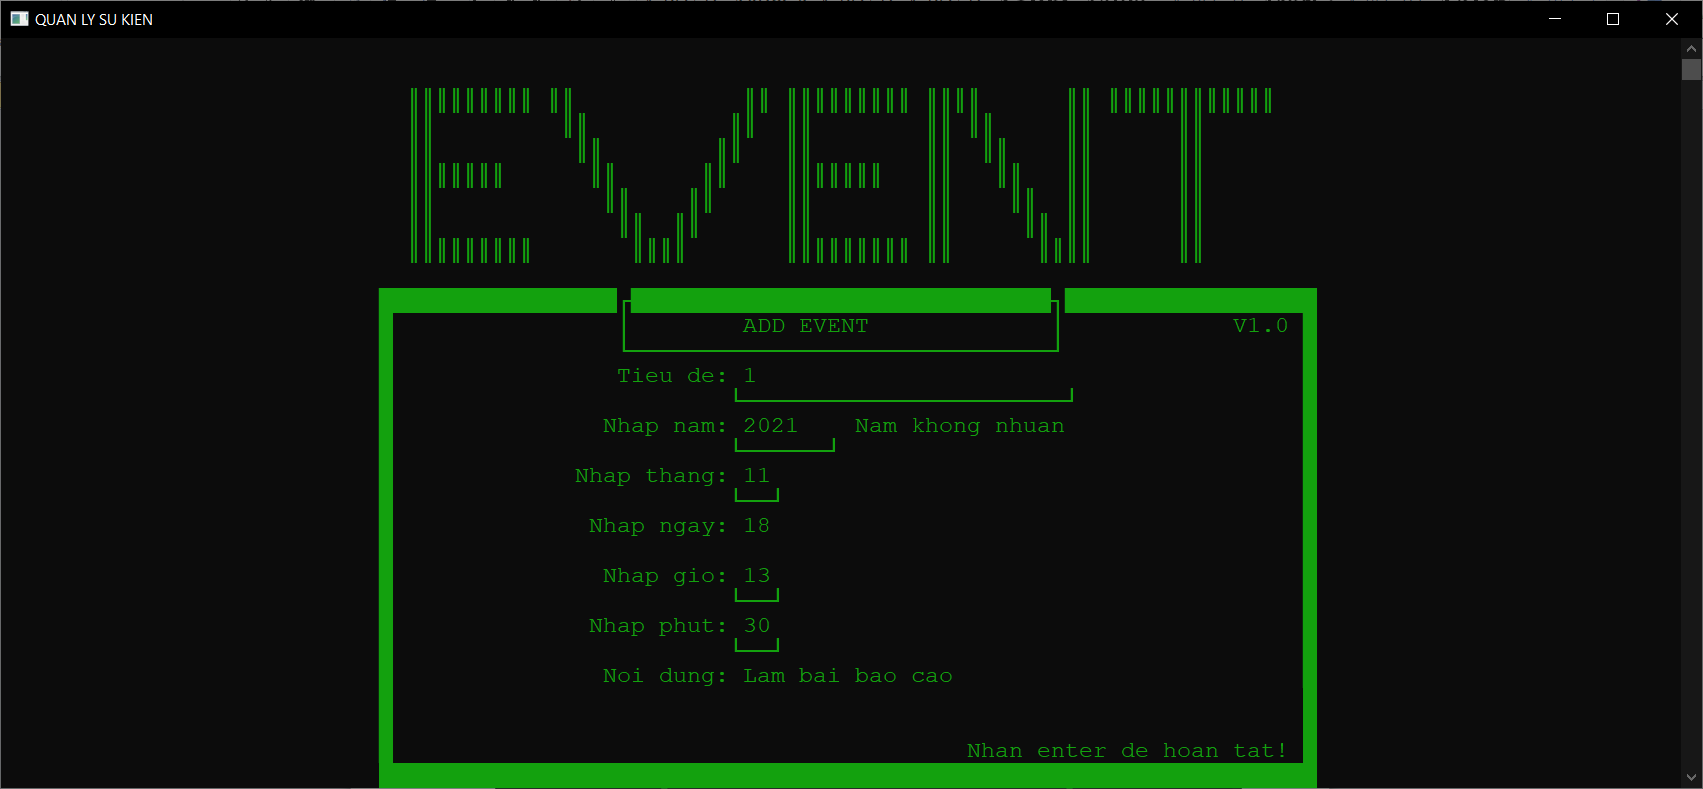 QUAN LY SU KIEN
EVENT
ADD EVENT
V1.0
Tieu de: 1
Nhap nam: 2021 Nam khong nhuan
Nhap thang: 11
Nhap ngay: 18
Nhap gio: 13
Nhap phut: 30
Noi dung: Lam bai bao cao
Nhan enter de hoan tat!